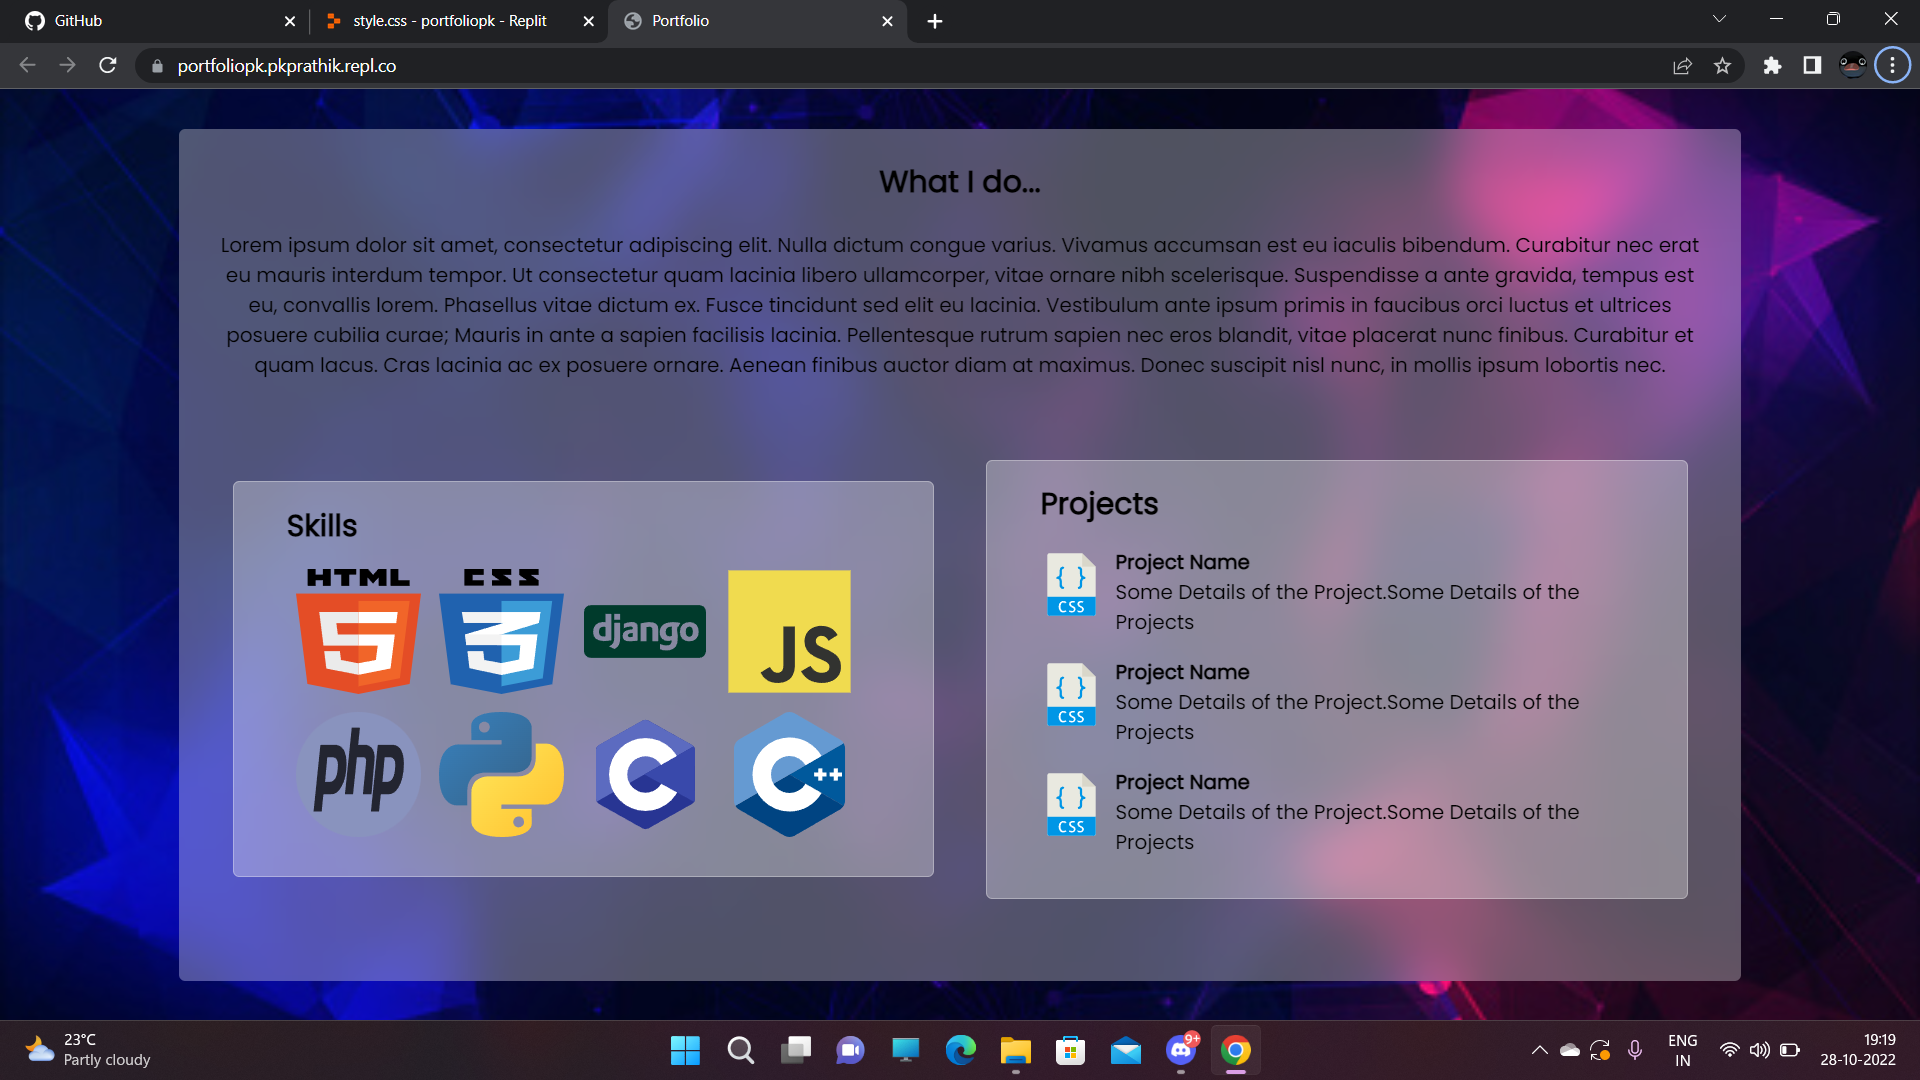 GitHub
style.css - portfoliopk - Replit
Portfolio
portfoliopk.pkprathik.repl.co
What I do...
Lorem ipsum dolor sit amet, consectetur adipiscing elit. Nulla dictum congue varius. Vivamus accumsan est eu iaculis bibendum. Curabitur nec erat
eu mauris interdum tempor. Ut consectetur quam lacinia libero ullamcorper, vitae ornare nibh scelerisque. Suspendisse a ante gravida, tempus est
eu, convallis lorem. Phasellus vitae dictum ex. Fusce tincidunt sed elit eu lacinia. Vestibulum ante ipsum primis in faucibus orci luctus et ultrices
posuere cubilia curae; Mauris in ante a sapien facilisis lacinia. Pellentesque rutrum sapien nec eros blandit, vitae placerat nunc finibus. Curabitur et
quam lacus. Cras lacinia ac ex posuere ornare. Aenean finibus auctor diam at maximus. Donec suscipit nisl nunc, in mollis ipsum lobortis nec.
Skills
HTML
5
CSS
3
django
JS
php
C
C++
Projects
{ }
CSS
Project Name
Some Details of the Project.Some Details of the
Projects
{ }
CSS
Project Name
Some Details of the Project.Some Details of the
Projects
{ }
CSS
Project Name
Some Details of the Project.Some Details of the
Projects
23°C
Partly cloudy
9+
ENG
IN
19:19
28-10-2022